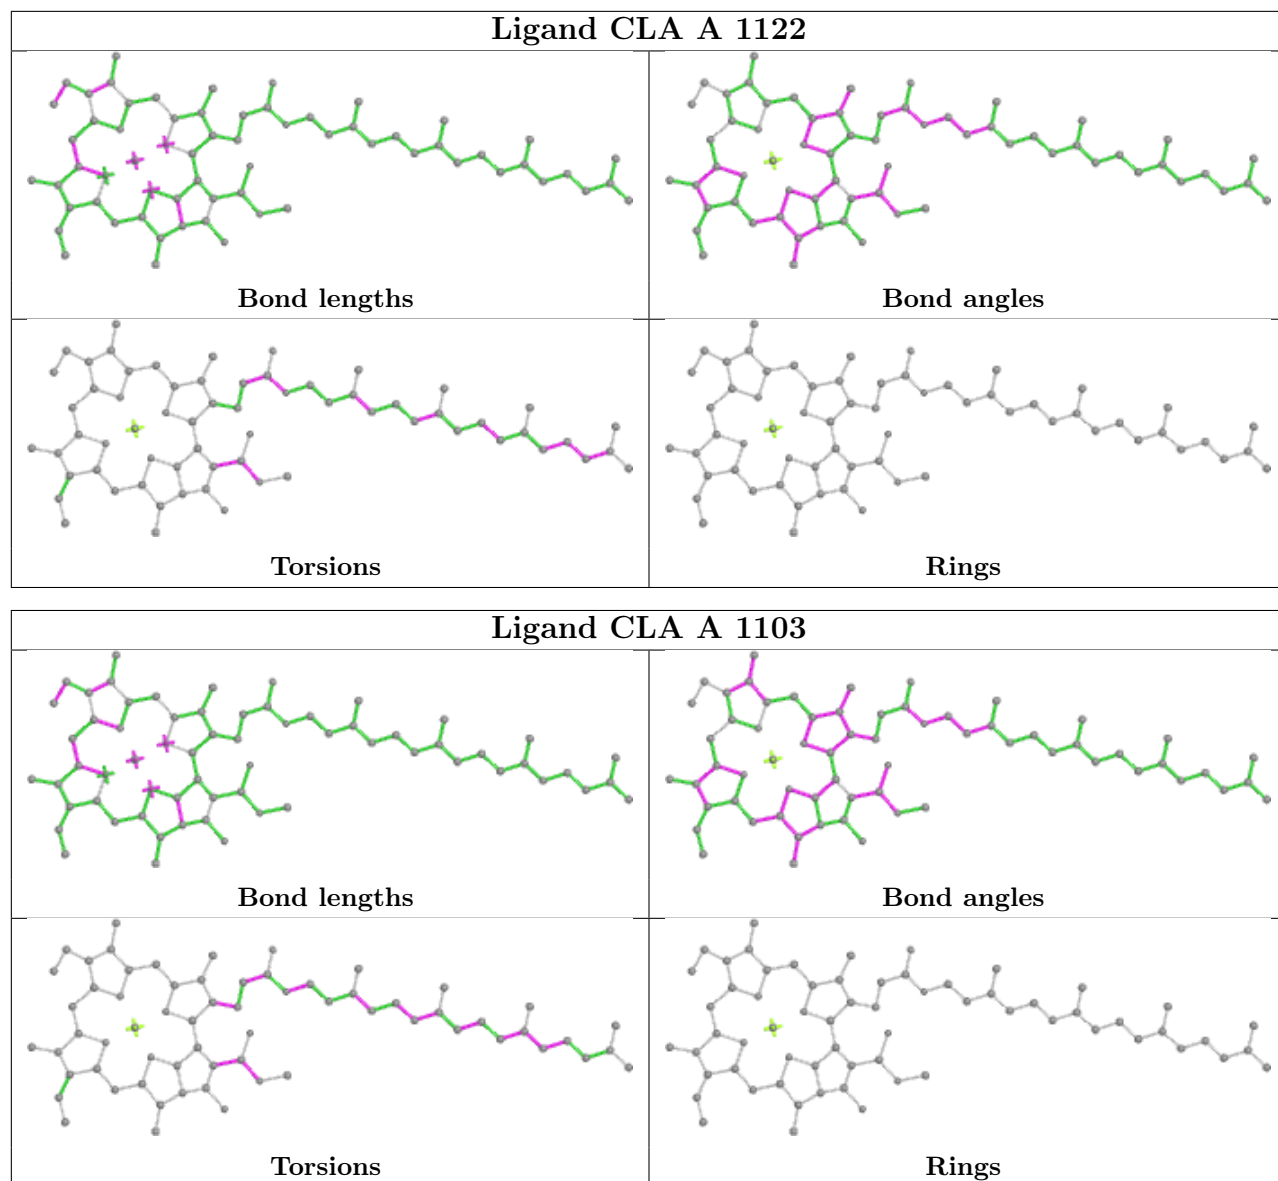 Ligand CLA A 1122
Bond lengths
Bond angles
Torsions
Rings
Ligand CLA A 1103
Bond lengths
Bond angles
Torsions
Rings